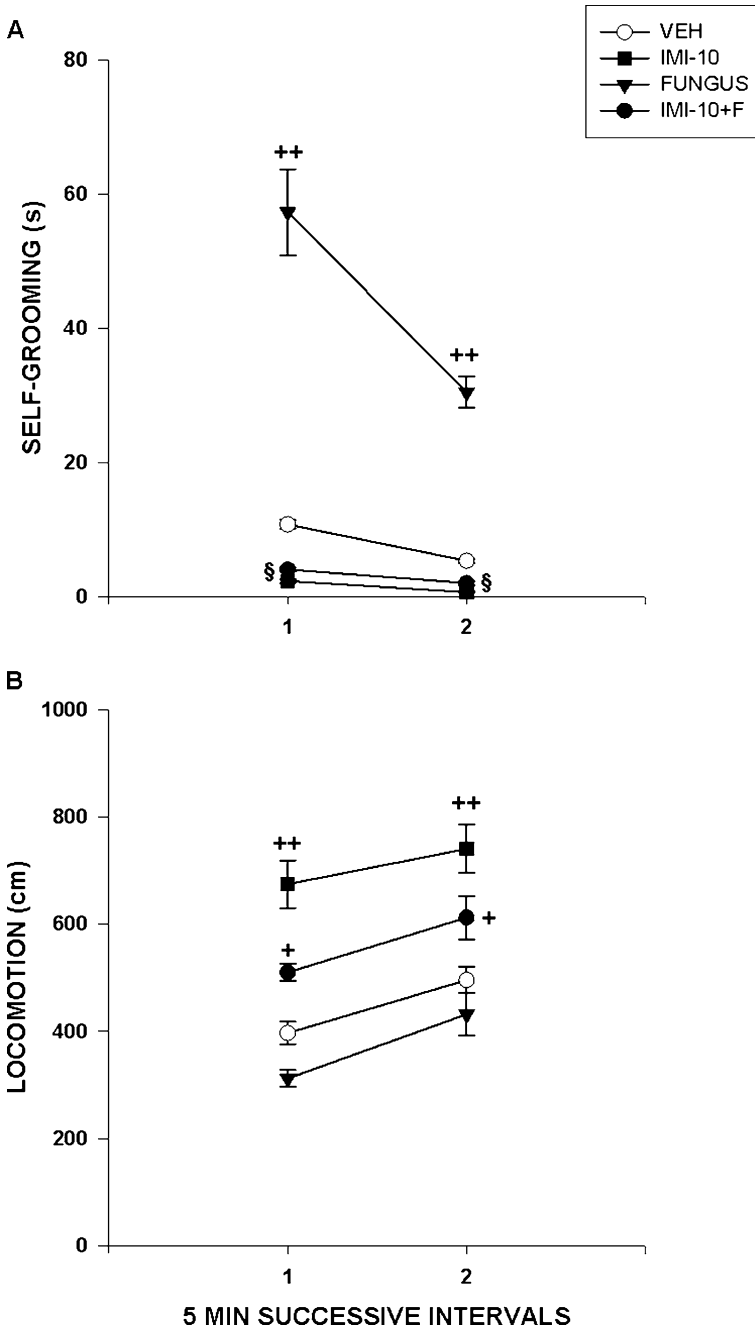 A
VEH
IMI-10
FUNGUS
IMI-10+F
80
60
40
20
0
SELF-GROOMING (s)
++
++
§
§
1
2
B
1000
800
600
400
200
0
LOCOMOTION (cm)
++
++
+
+
1
2
5 MIN SUCCESSIVE INTERVALS